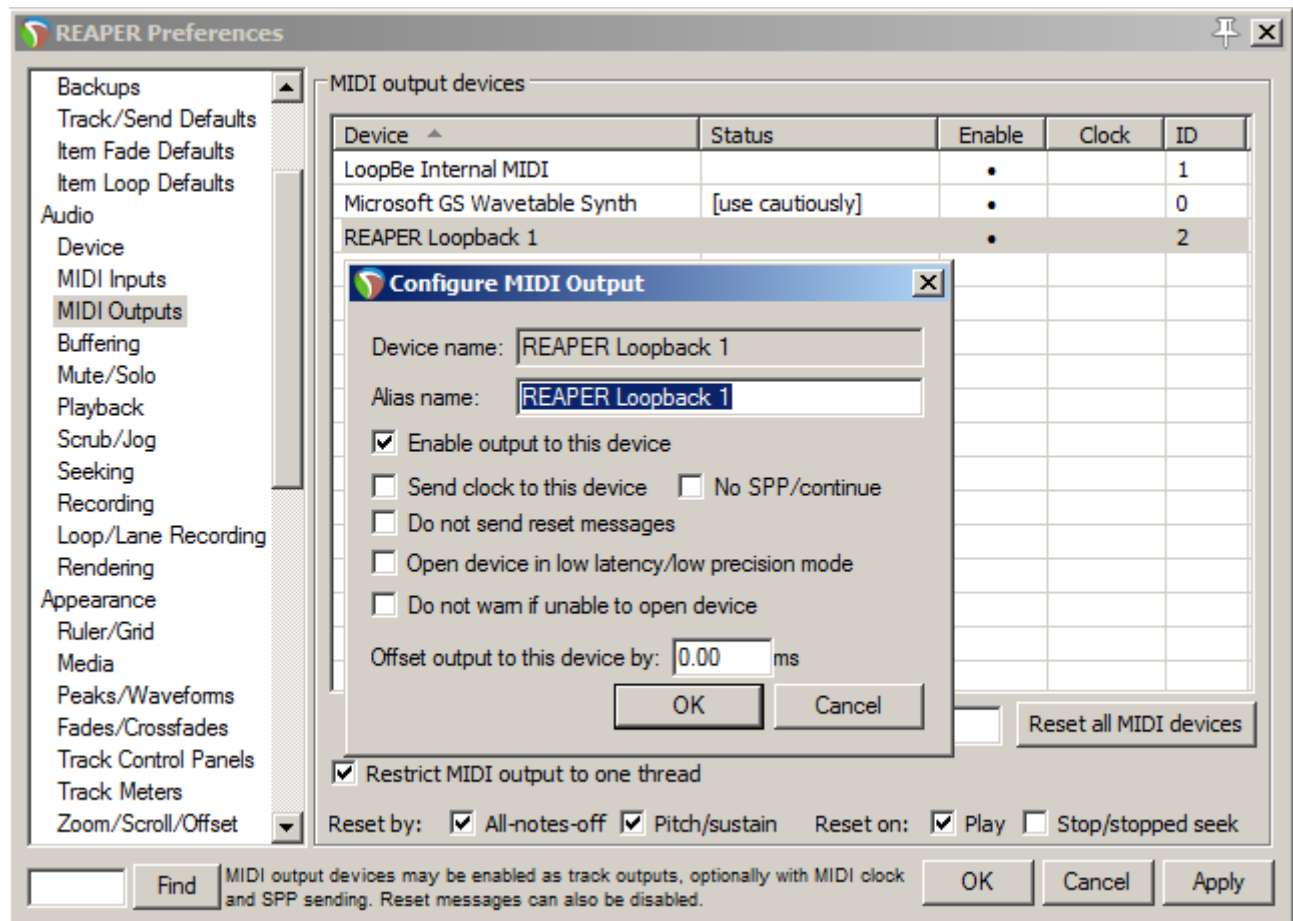 REAPER Preferences
Backups
Track/Send Defaults
Item Fade Defaults
Item Loop Defaults
Audio
Device
MIDI Inputs
MIDI Outputs
Buffering
Mute/Solo
Playback
Scrub/Jog
Seeking
Recording
Loop/Lane Recording
Rendering
Appearance
Ruler/Grid
Media
Peaks/Waveforms
Fades/Crossfades
Track Control Panels
Track Meters
Zoom/Scroll/Offset
MIDI output devices
Device Status Enable Clock ID
LoopBe Internal MIDI 1
Microsoft GS Wavetable Synth [use cautiously] 0
REAPER Loopback 1 2
Configure MIDI Output
Device name: REAPER Loopback 1
Alias name: REAPER Loopback 1
Enable output to this device
Send clock to this device No SPP/continue
Do not send reset messages
Open device in low latency/low precision mode
Do not warn if unable to open device
Offset output to this device by: 0.00 ms
OK Cancel
Reset all MIDI devices
Restrict MIDI output to one thread
Reset by: All-notes-off Pitch/sustain Reset on: Play Stop/stopped seek
Find
MIDI output devices may be enabled as track outputs, optionally with MIDI clock
and SPP sending. Reset messages can also be disabled.
OK Cancel Apply